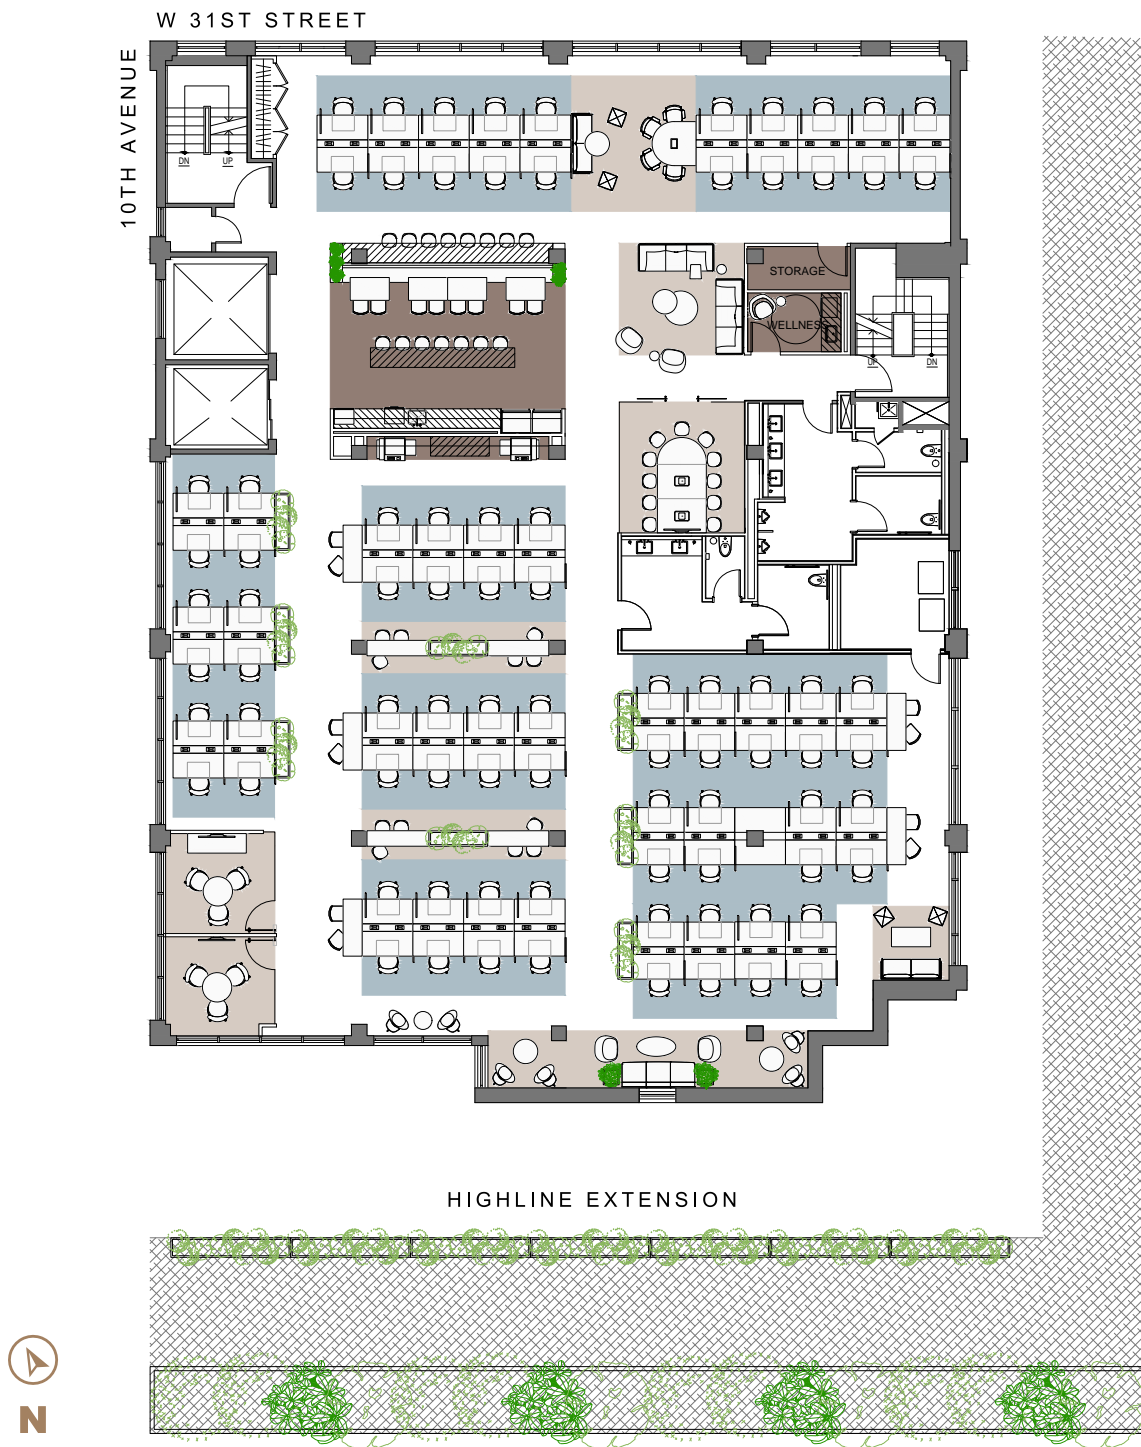 W 31ST STREET
10TH AVENUE
DN UP
STORAGE
WELLNESS
UP DN
HIGHLINE EXTENSION
N